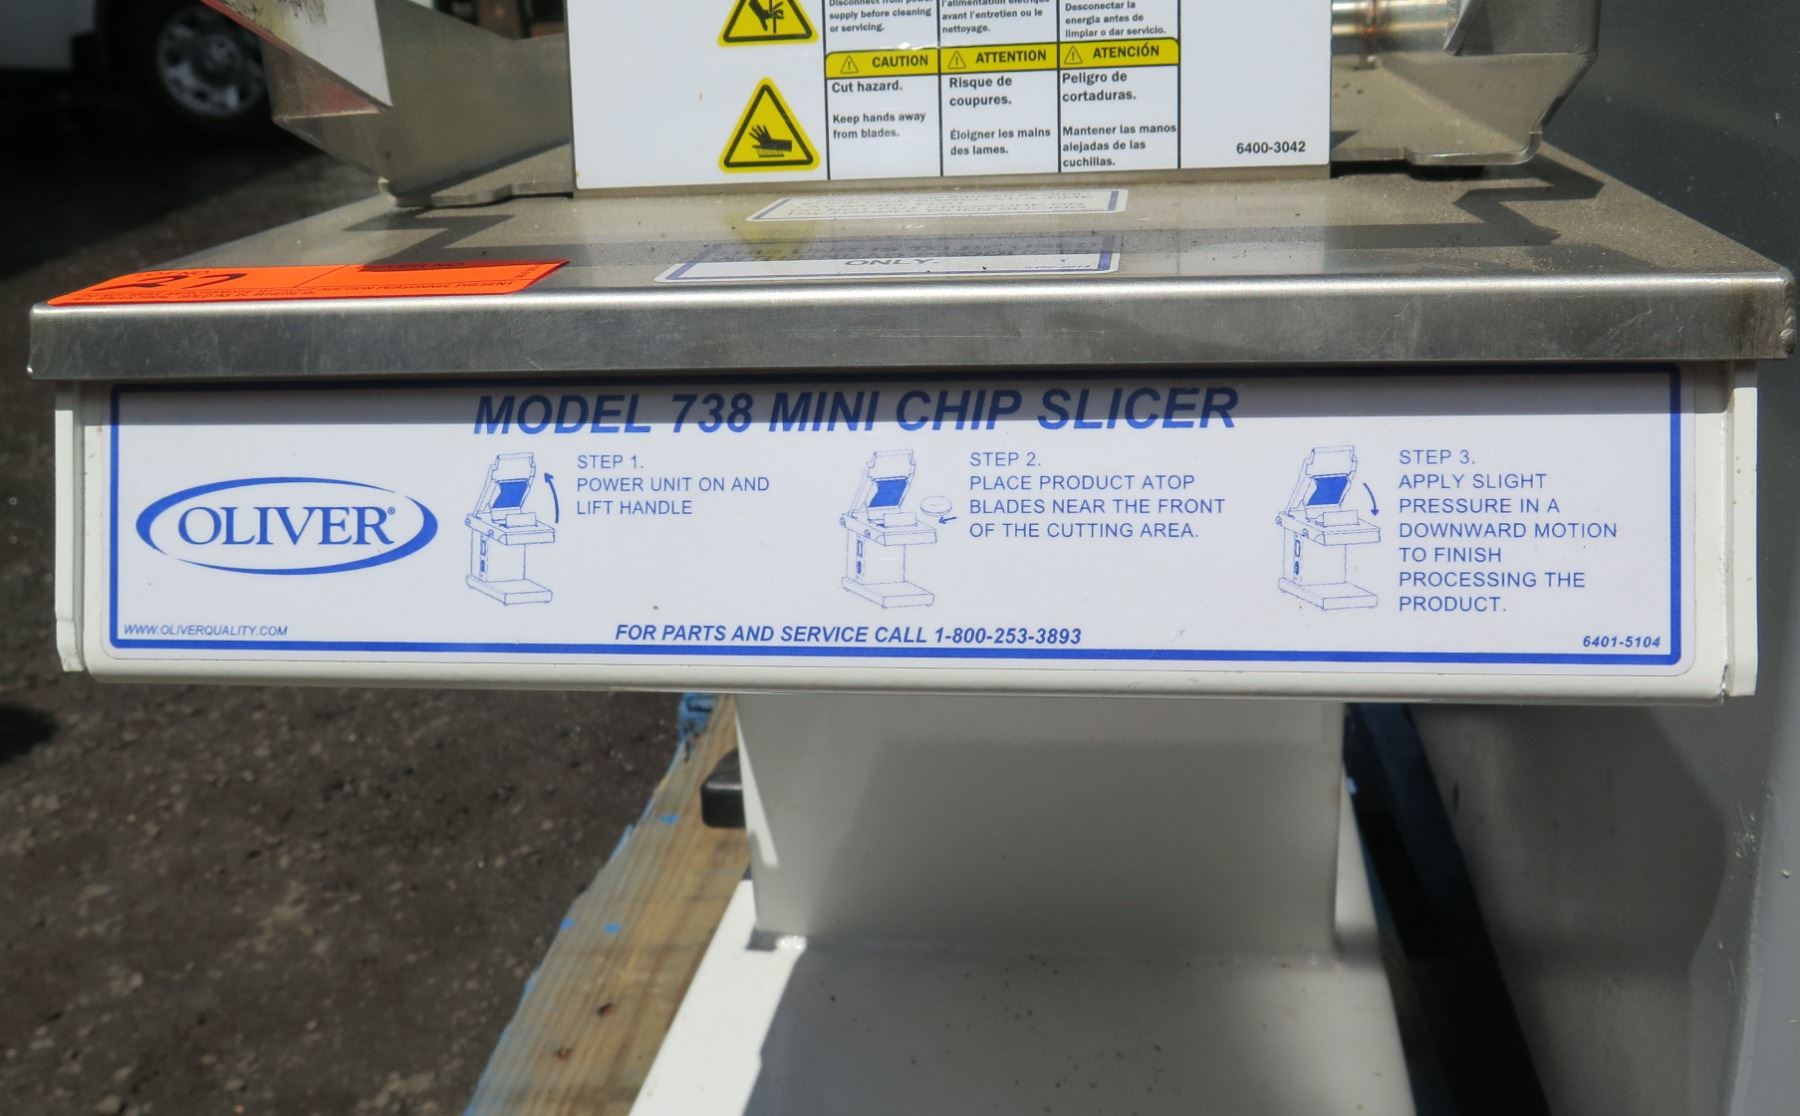 supply before cleaning
or servicing.
avant l'entretien ou le
nettoyage.
Desconectar la
energía antes de
limpiar o dar servicio.
CAUTION
Cut hazard.
Keep hands away
from blades.
ATTENTION
Risque de
coupures.
Éloigner les mains
des lames.
ATENCIÓN
Peligro de
cortaduras.
Mantener las manos
alejadas de las
cuchillas.
6400-3042
ONLY.
MODEL 738 MINI CHIP SLICER
OLIVER®
WWW.OLIVERQUALITY.COM
STEP 1.
POWER UNIT ON AND
LIFT HANDLE
STEP 2.
PLACE PRODUCT ATOP
BLADES NEAR THE FRONT
OF THE CUTTING AREA.
STEP 3.
APPLY SLIGHT
PRESSURE IN A
DOWNWARD MOTION
TO FINISH
PROCESSING THE
PRODUCT.
FOR PARTS AND SERVICE CALL 1-800-253-3893
6401-5104